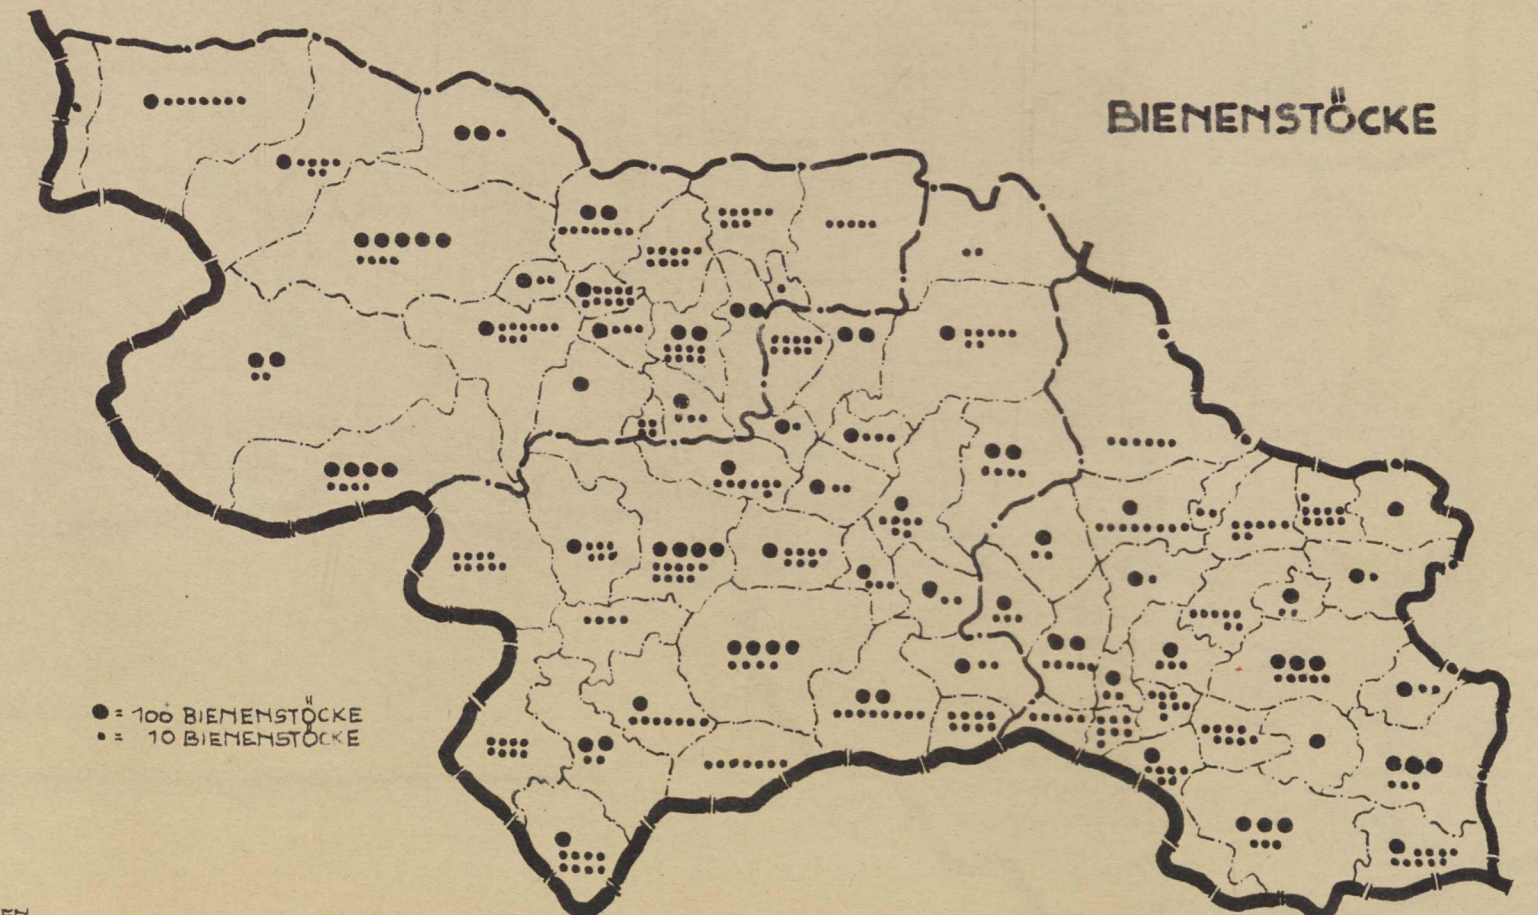 BIENENSTÖCKE
● = 100 BIENENSTÖCKE
• = 10 BIENENSTÖCKE